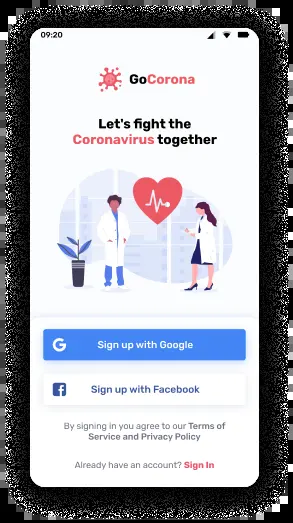 09:20
GoCorona
Let's fight the
Coronavirus together
Sign up with Google
Sign up with Facebook
By signing in you agree to our Terms of
Service and Privacy Policy
Already have an account? Sign In